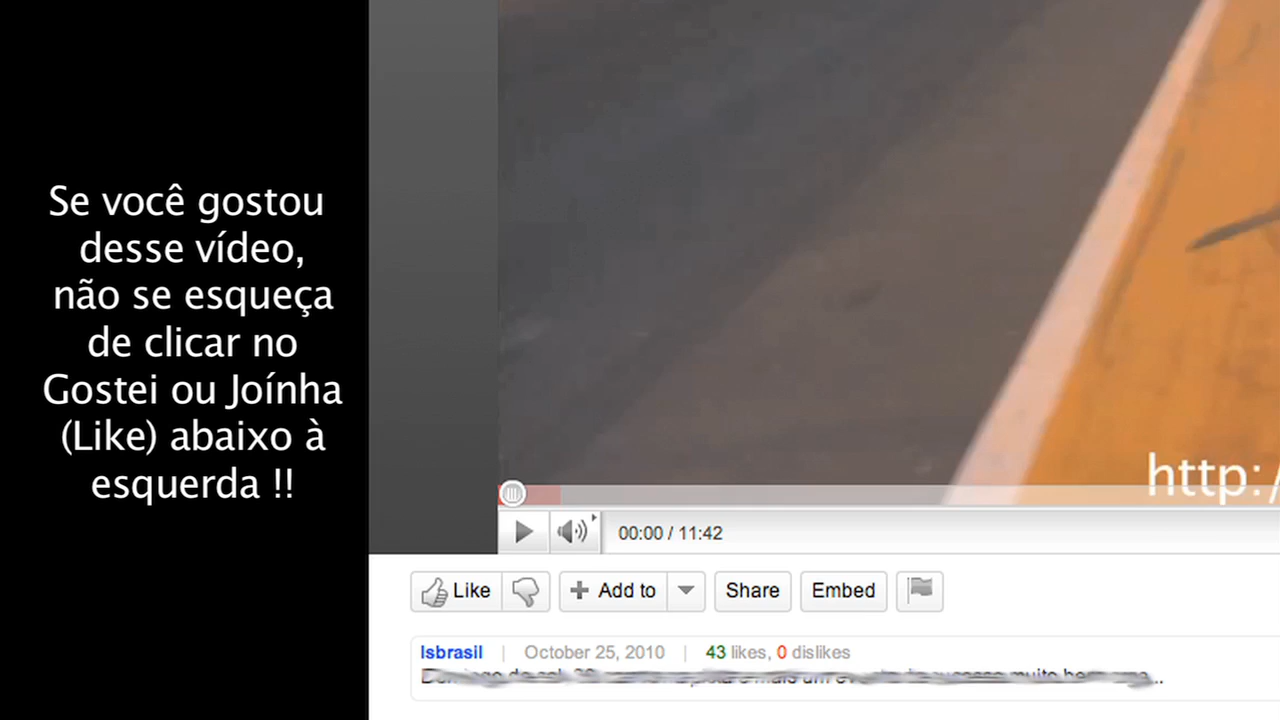 Se você gostou
desse vídeo,
não se esqueça
de clicar no
Gostei ou Joínha
(Like) abaixo à
esquerda !!
http:/
00:00 / 11:42
Like
Add to
Share
Embed
lsbrasil | October 25, 2010 | 43 likes, 0 dislikes